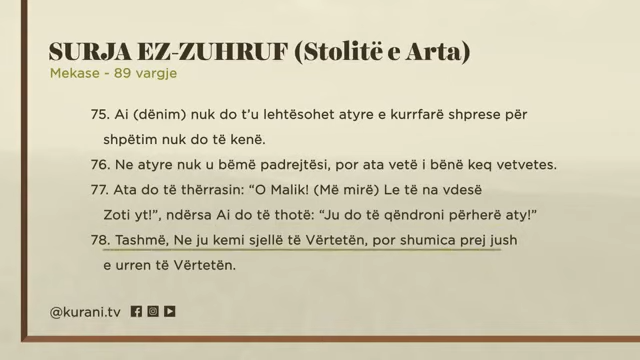 SURJA EZ-ZUHRUF (Stolitë e Arta)
Mekase - 89 vargje
75. Ai (dënim) nuk do t’u lehtësohet atyre e kurrfarë shprese për
shpëtim nuk do të kenë.
76. Ne atyre nuk u bëmë padrejtësi, por ata vetë i bënë keq vetvetes.
77. Ata do të thërrasin: “O Malik! (Më mirë) Le të na vdesë
Zoti yt!”, ndërsa Ai do të thotë: “Ju do të qëndroni përherë aty!”
78. Tashmë, Ne ju kemi sjellë të Vërtetën, por shumica prej jush
e urren të Vërtetën.
@kurani.tv